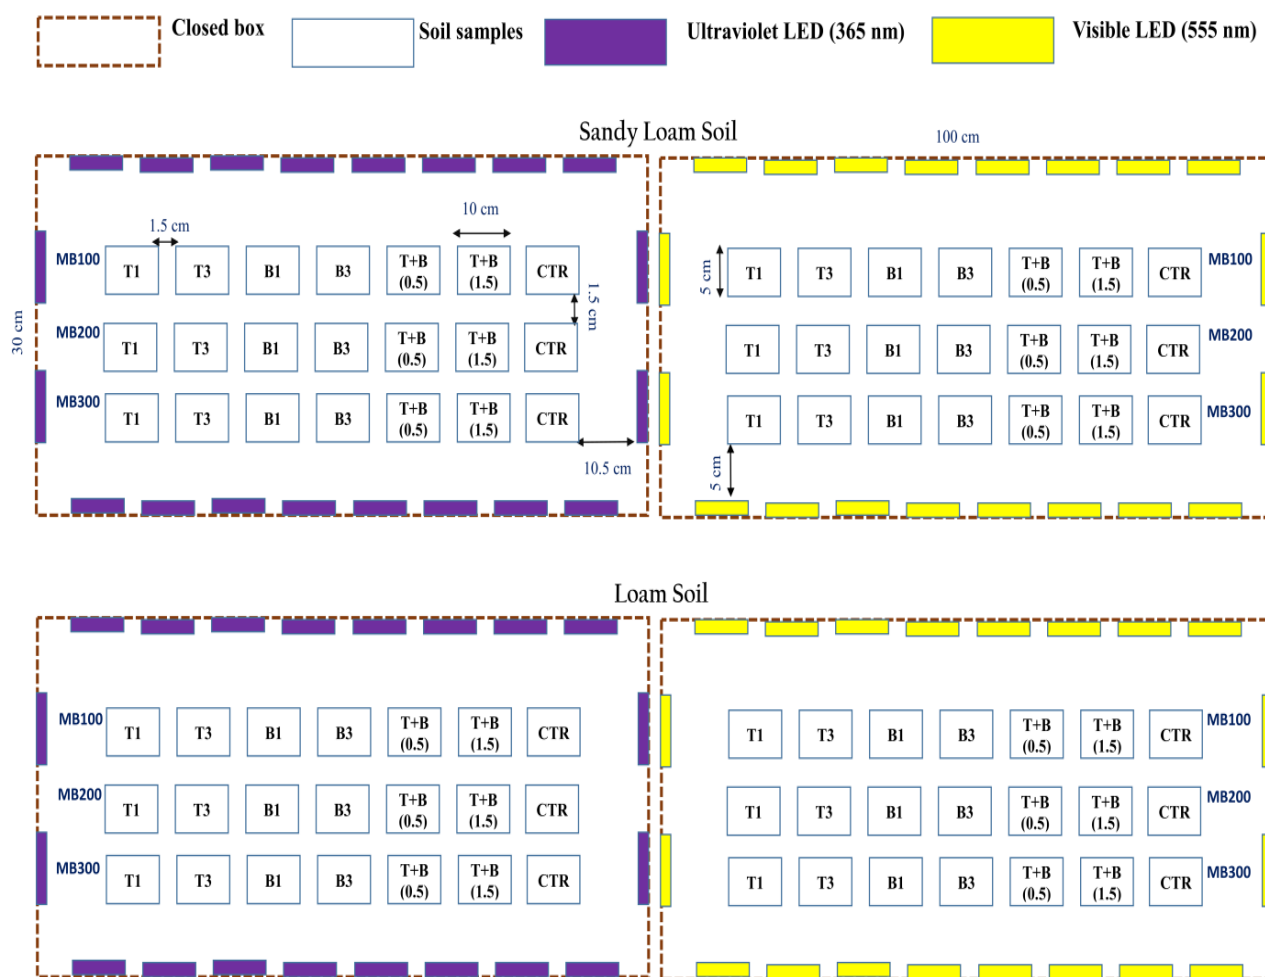 Closed box
Soil samples
Ultraviolet LED (365 nm)
Visible LED (555 nm)
Sandy Loam Soil
100 cm
30 cm
1.5 cm
10 cm
MB100
T1
T3
B1
B3
T+B
(0.5)
T+B
(1.5)
CTR
1.5 cm
MB200
T1
T3
B1
B3
T+B
(0.5)
T+B
(1.5)
CTR
MB300
T1
T3
B1
B3
T+B
(0.5)
T+B
(1.5)
CTR
10.5 cm
5 cm
T1
T3
B1
B3
T+B
(0.5)
T+B
(1.5)
CTR
MB100
T1
T3
B1
B3
T+B
(0.5)
T+B
(1.5)
CTR
MB200
T1
T3
B1
B3
T+B
(0.5)
T+B
(1.5)
CTR
MB300
5 cm
Loam Soil
MB100
T1
T3
B1
B3
T+B
(0.5)
T+B
(1.5)
CTR
MB200
T1
T3
B1
B3
T+B
(0.5)
T+B
(1.5)
CTR
MB300
T1
T3
B1
B3
T+B
(0.5)
T+B
(1.5)
CTR
T1
T3
B1
B3
T+B
(0.5)
T+B
(1.5)
CTR
MB100
T1
T3
B1
B3
T+B
(0.5)
T+B
(1.5)
CTR
MB200
T1
T3
B1
B3
T+B
(0.5)
T+B
(1.5)
CTR
MB300